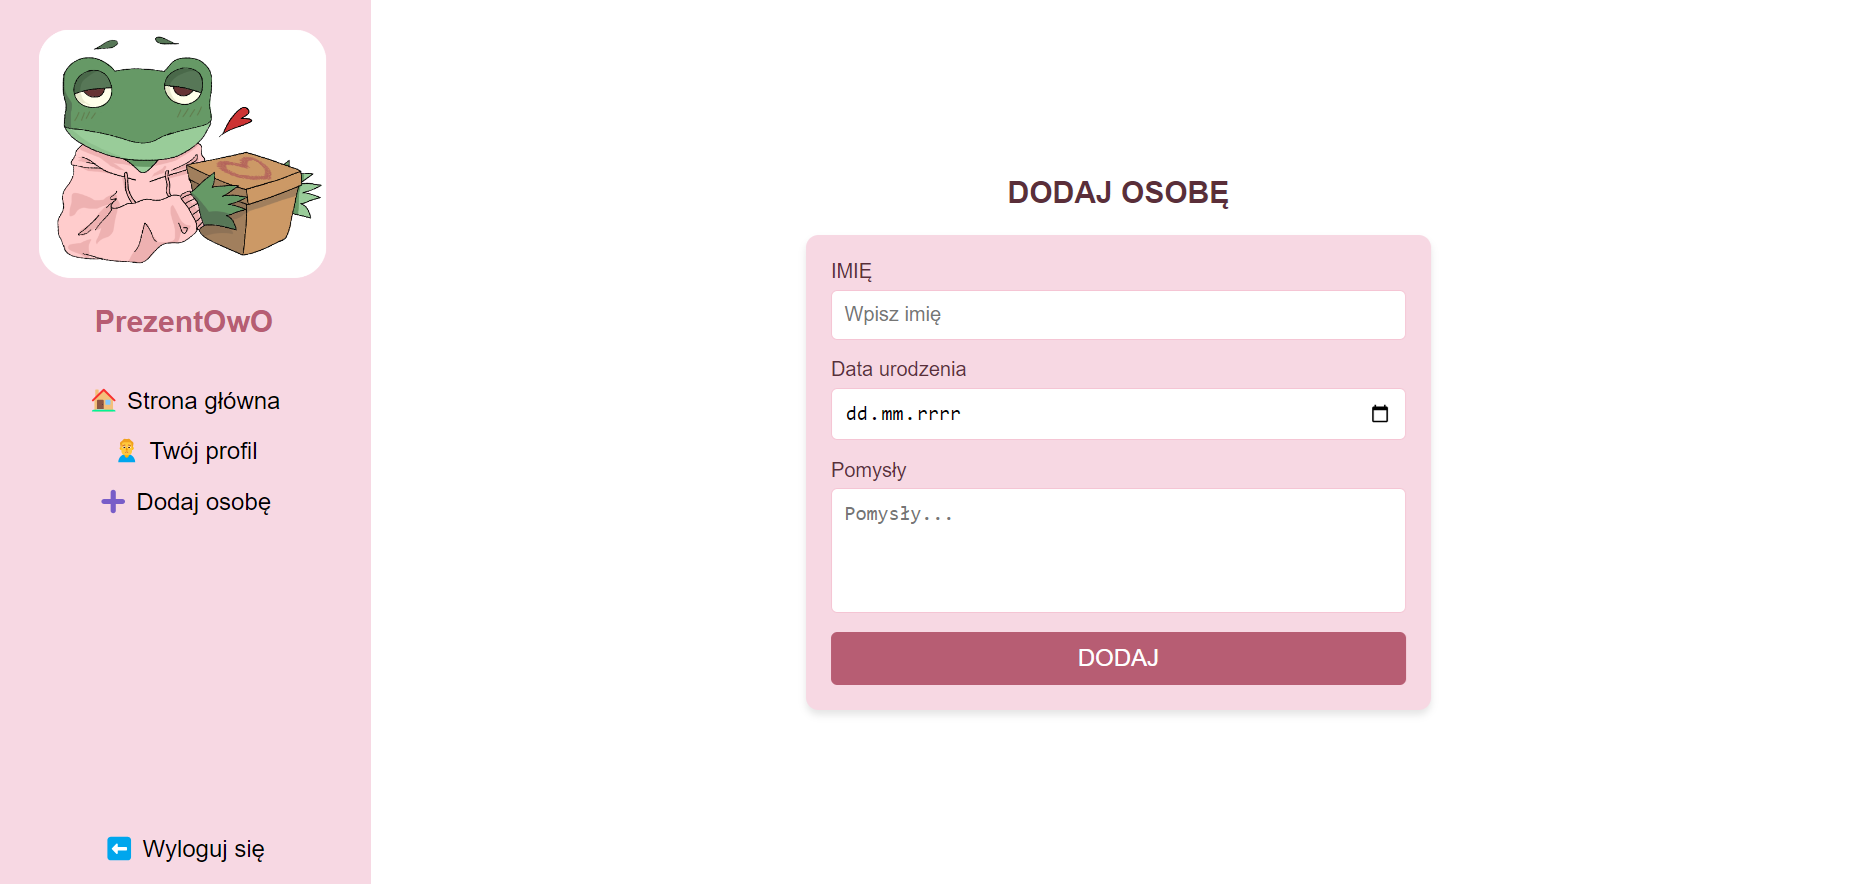 PrezentOwO
Strona główna
Twój profil
Dodaj osobę
Wyloguj się
DODAJ OSOBĘ
IMIĘ
Wpisz imię
Data urodzenia
dd.mm.rrrr
Pomysły
Pomysły...
DODAJ